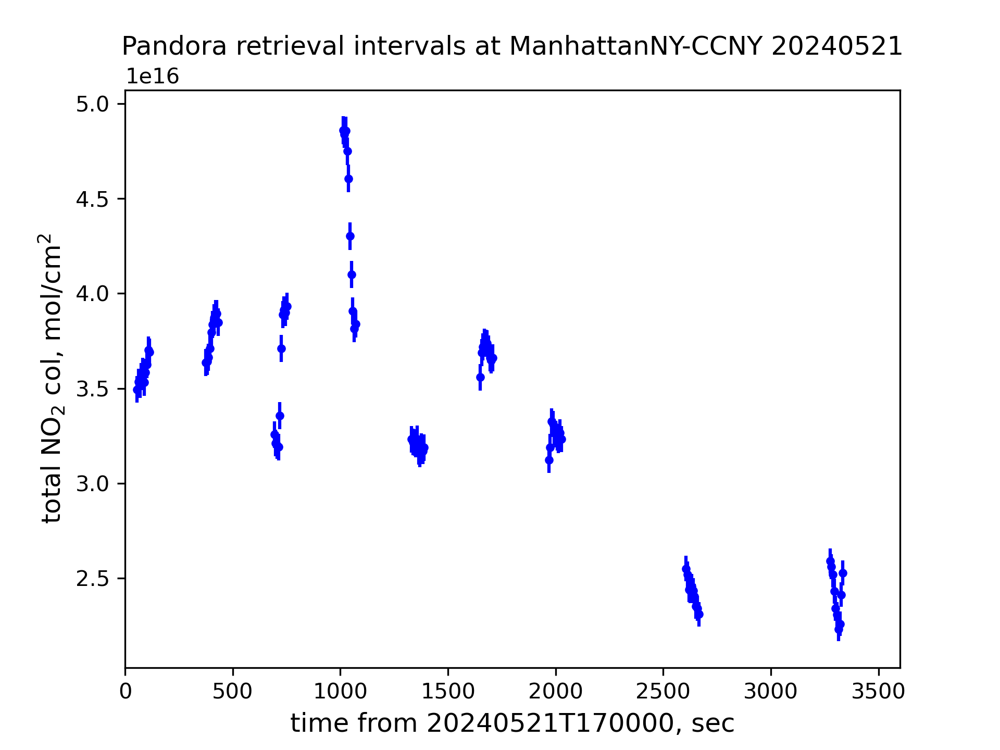 Pandora retrieval intervals at ManhattanNY-CCNY 20240521
1e16
5.0
4.5
4.0
3.5
3.0
2.5
total NO₂ col, mol/cm²
0 500 1000 1500 2000 2500 3000 3500
time from 20240521T170000, sec